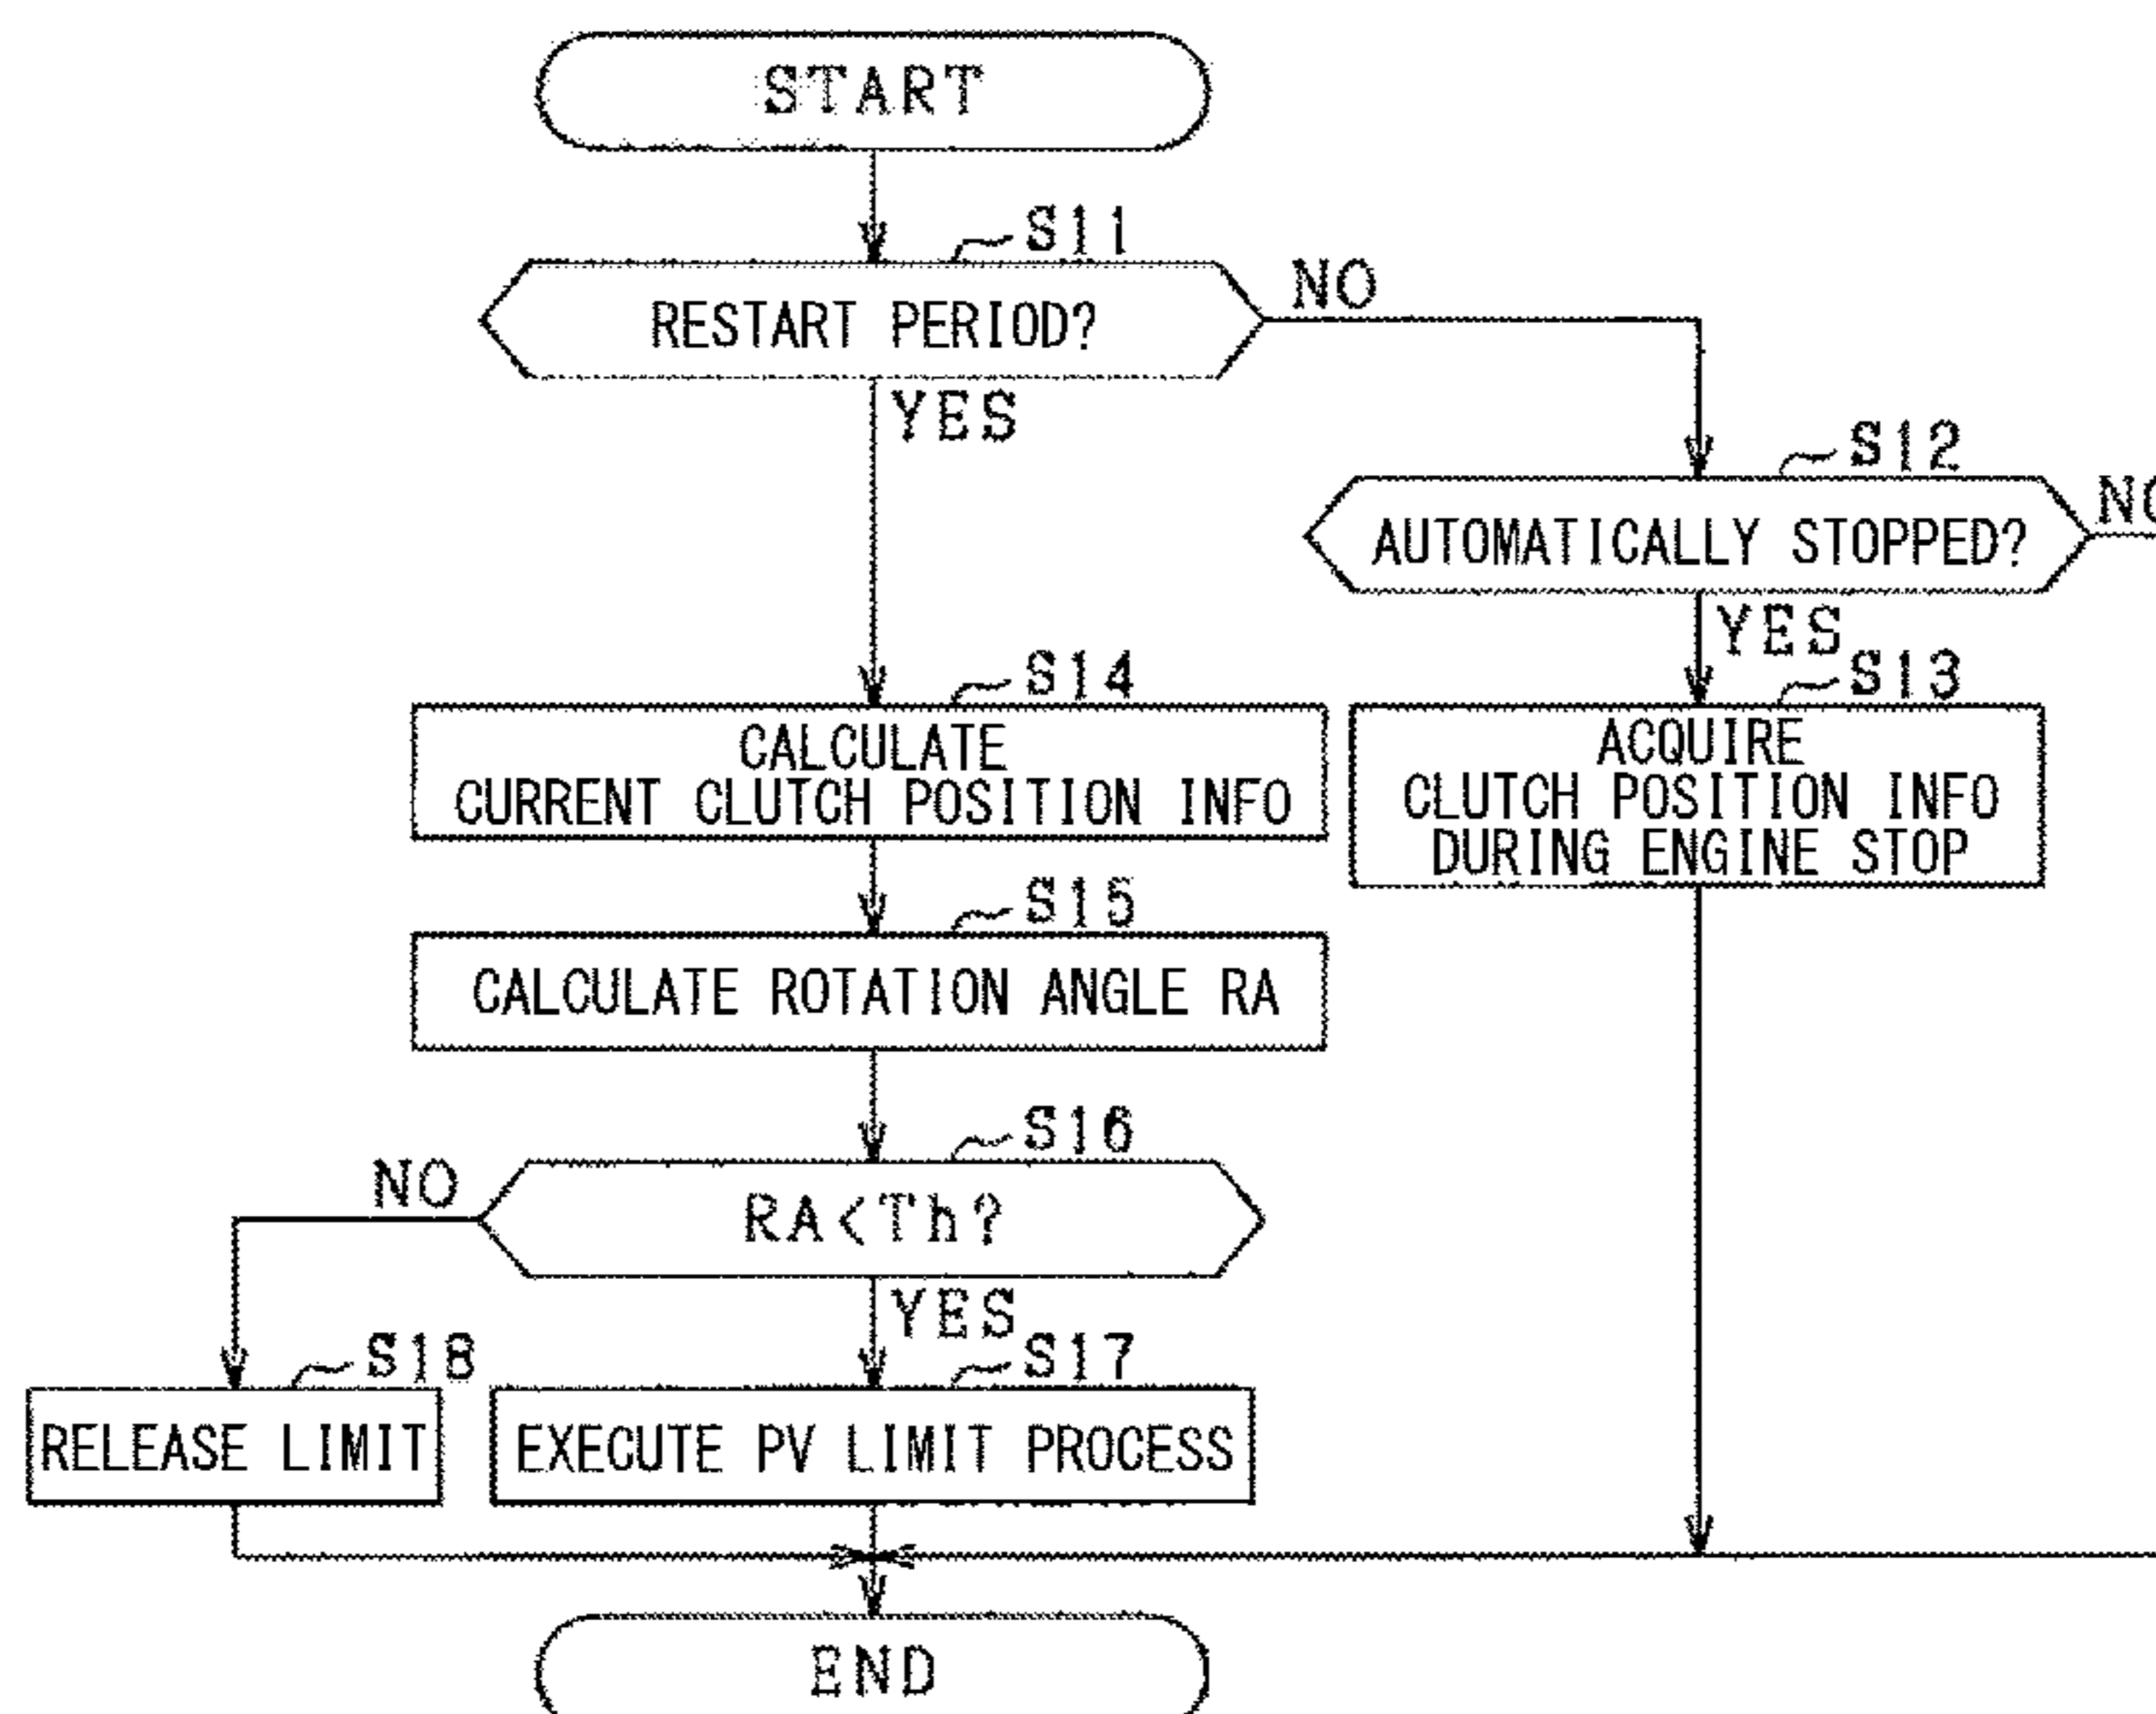 START
S11
RESTART PERIOD?
NO
YES
S12
AUTOMATICALLY STOPPED?
NO
YES
S13
ACQUIRE
CLUTCH POSITION INFO
DURING ENGINE STOP
S14
CALCULATE
CURRENT CLUTCH POSITION INFO
S15
CALCULATE ROTATION ANGLE RA
S16
RA<Th?
NO
YES
S18
RELEASE LIMIT
S17
EXECUTE PV LIMIT PROCESS
END